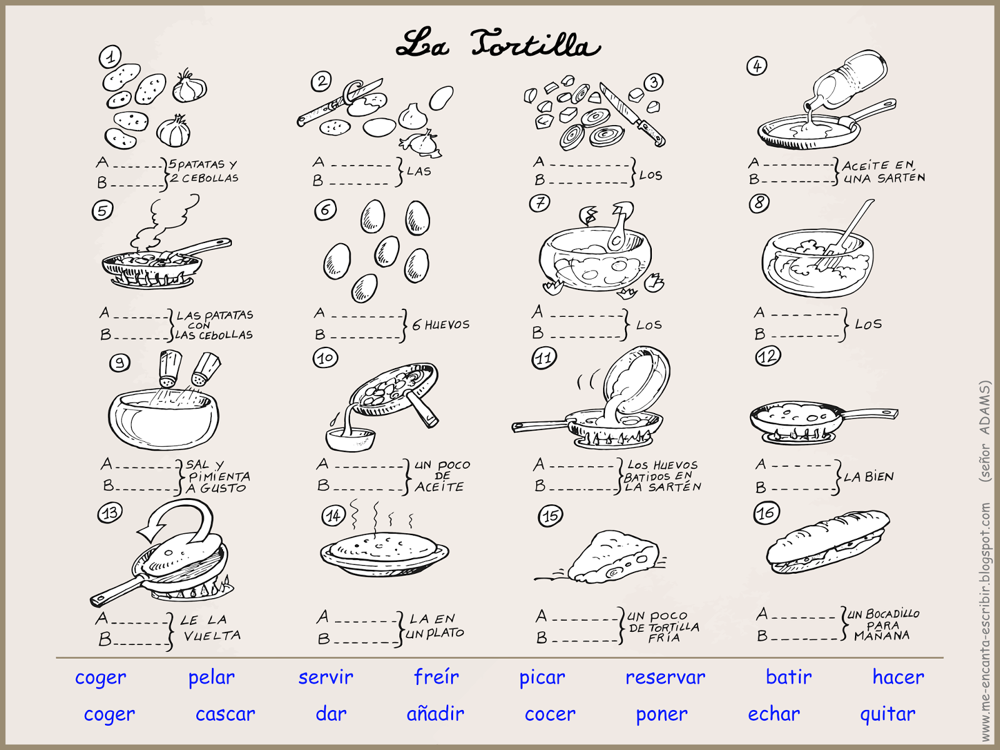 La Tortilla
1
A _ _ _ _ _ _ _ 5 PATATAS Y
B _ _ _ _ _ _ _ 2 CEBOLLAS
2
A _ _ _ _ _ _ _
B _ _ _ _ _ _ _
LAS
3
A _ _ _ _ _ _ _
B _ _ _ _ _ _ _
LOS
4
A _ _ _ _ _ _ _ ACEITE EN
B _ _ _ _ _ _ _ UNA SARTÉN
5
A _ _ _ _ _ _ _
B _ _ _ _ _ _ _
LAS PATATAS
CON
LAS CEBOLLAS
6
A _ _ _ _ _ _ _
B _ _ _ _ _ _ _
6 HUEVOS
7
A _ _ _ _ _ _ _
B _ _ _ _ _ _ _
LOS
8
A _ _ _ _ _ _ _
B _ _ _ _ _ _ _
LOS
9
A _ _ _ _ _ _ _
B _ _ _ _ _ _ _
SAL Y
PIMIENTA
A GUSTO
10
A _ _ _ _ _ _ _
B _ _ _ _ _ _ _
UN POCO
DE
ACEITE
11
A _ _ _ _ _ _ _
B _ _ _ _ _ _ _
LOS HUEVOS
BATIDOS EN
LA SARTÉN
12
A _ _ _ _ _ _ _
B _ _ _ _ _ _ _
LA BIEN
13
A _ _ _ _ _ _ _
B _ _ _ _ _ _ _
LE LA
VUELTA
14
A _ _ _ _ _ _ _
B _ _ _ _ _ _ _
LA EN
UN PLATO
15
A _ _ _ _ _ _ _
B _ _ _ _ _ _ _
UN POCO
DE TORTILLA
FRÍA
16
A _ _ _ _ _ _ _
B _ _ _ _ _ _ _
UN BOCADILLO
PARA
MAÑANA
coger pelar servir freír picar reservar batir hacer
coger cascar dar añadir cocer poner echar quitar
www.me-encanta-escribir.blogspot.com (señor ADAMS)